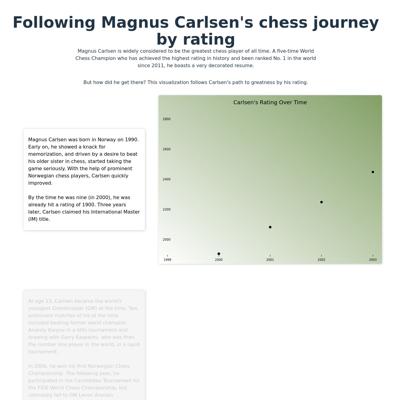 Following Magnus Carlsen's chess journey
by rating
Magnus Carlsen is widely considered to be the greatest chess player of all time. A five-time World
Chess Champion who has achieved the highest rating in history and been ranked No. 1 in the world
since 2011, he boasts a very decorated resume.
But how did he get there? This visualization follows Carlsen's path to greatness by his rating.
Carlsen's Rating Over Time
2800
2600
2400
2200
2000
1999
2000
2001
2002
2003
Magnus Carlsen was born in Norway on 1990.
Early on, he showed a knack for
memorization, and driven by a desire to beat
his older sister in chess, started taking the
game seriously. With the help of prominent
Norwegian chess players, Carlsen quickly
improved.
By the time he was nine (in 2000), he was
already hit a rating of 1900. Three years
later, Carlsen claimed his International Master
(IM) title.
At age 13, Carlsen became the world's
youngest Grandmaster (GM) at the time. Two
prominent matches of his at the time
included beating former world champion
Anatoly Karpov in a blitz tournament and
drawing with Garry Kasparov, who was then
the number one player in the world, in a rapid
tournament.
In 2006, he won his first Norwegian Chess
Championship. The following year, he
participated in the Candidates Tournament for
the FIDE World Chess Championship, but
ultimately fell to GM Levon Aronian